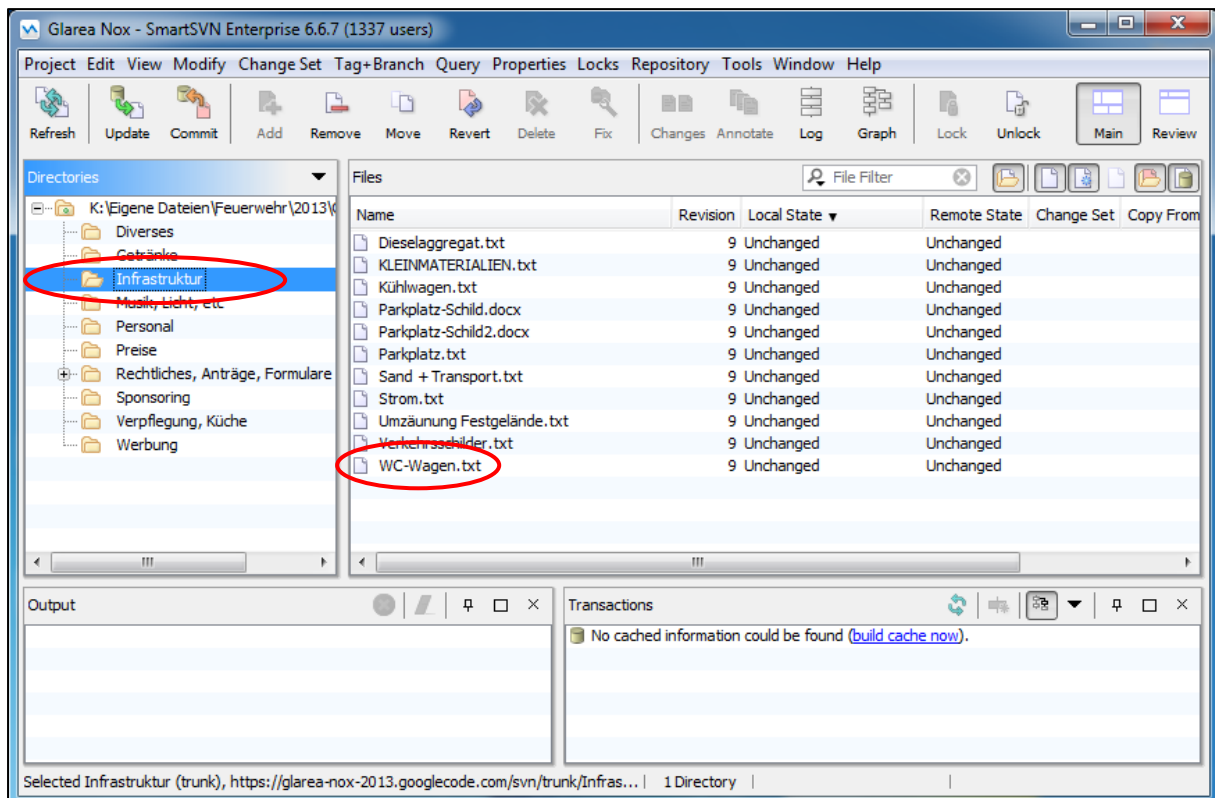 Glarea Nox - SmartSVN Enterprise 6.6.7 (1337 users)
Project Edit View Modify Change Set Tag+Branch Query Properties Locks Repository Tools Window Help
Refresh Update Commit Add Remove Move Revert Delete Fix Changes Annotate Log Graph Lock Unlock Main Review
Directories
K:\Eigene Dateien\Feuerwehr\2013\
Diverses
Getränke
Infrastruktur
Musik, Licht, etc
Personal
Preise
Rechtliches, Anträge, Formulare
Sponsoring
Verpflegung, Küche
Werbung
Files File Filter
Name Revision Local State Remote State Change Set Copy From
Dieselaggregat.txt 9 Unchanged Unchanged
KLEINMATERIALIEN.txt 9 Unchanged Unchanged
Kühlwagen.txt 9 Unchanged Unchanged
Parkplatz-Schild.docx 9 Unchanged Unchanged
Parkplatz-Schild2.docx 9 Unchanged Unchanged
Parkplatz.txt 9 Unchanged Unchanged
Sand + Transport.txt 9 Unchanged Unchanged
Strom.txt 9 Unchanged Unchanged
Umzäunung Festgelände.txt 9 Unchanged Unchanged
Verkehrsschilder.txt 9 Unchanged Unchanged
WC-Wagen.txt 9 Unchanged Unchanged
Output
Transactions
No cached information could be found (build cache now).
Selected Infrastruktur (trunk), https://glarea-nox-2013.googlecode.com/svn/trunk/Infras... 1 Directory